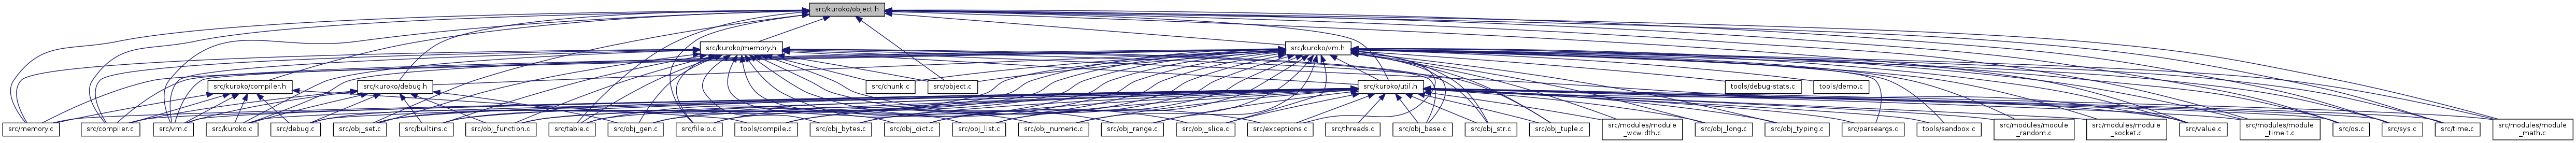 src/kuroko/object.h
src/kuroko/memory.h
src/kuroko/vm.h
src/kuroko/compiler.h
src/kuroko/debug.h
src/chunk.c
src/object.c
src/kuroko/util.h
tools/debug-stats.c
tools/demo.c
src/memory.c
src/compiler.c
src/vm.c
src/kuroko.c
src/debug.c
src/obj_set.c
src/builtins.c
src/obj_function.c
src/table.c
src/obj_gen.c
src/fileio.c
tools/compile.c
src/obj_bytes.c
src/obj_dict.c
src/obj_list.c
src/obj_numeric.c
src/obj_range.c
src/obj_slice.c
src/exceptions.c
src/threads.c
src/obj_base.c
src/obj_str.c
src/obj_tuple.c
src/modules/module
_wcwidth.c
src/obj_long.c
src/obj_typing.c
src/parseargs.c
tools/sandbox.c
src/modules/module
_random.c
src/modules/module
_socket.c
src/value.c
src/modules/module
_timeit.c
src/os.c
src/sys.c
src/time.c
src/modules/module
_math.c